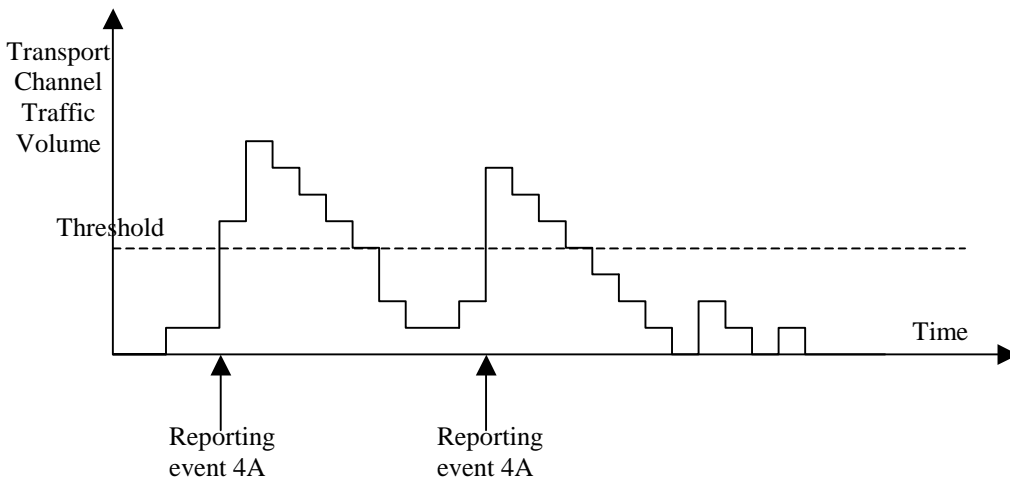 Transport
Channel
Traffic
Volume
Threshold
Time
Reporting
event 4A
Reporting
event 4A